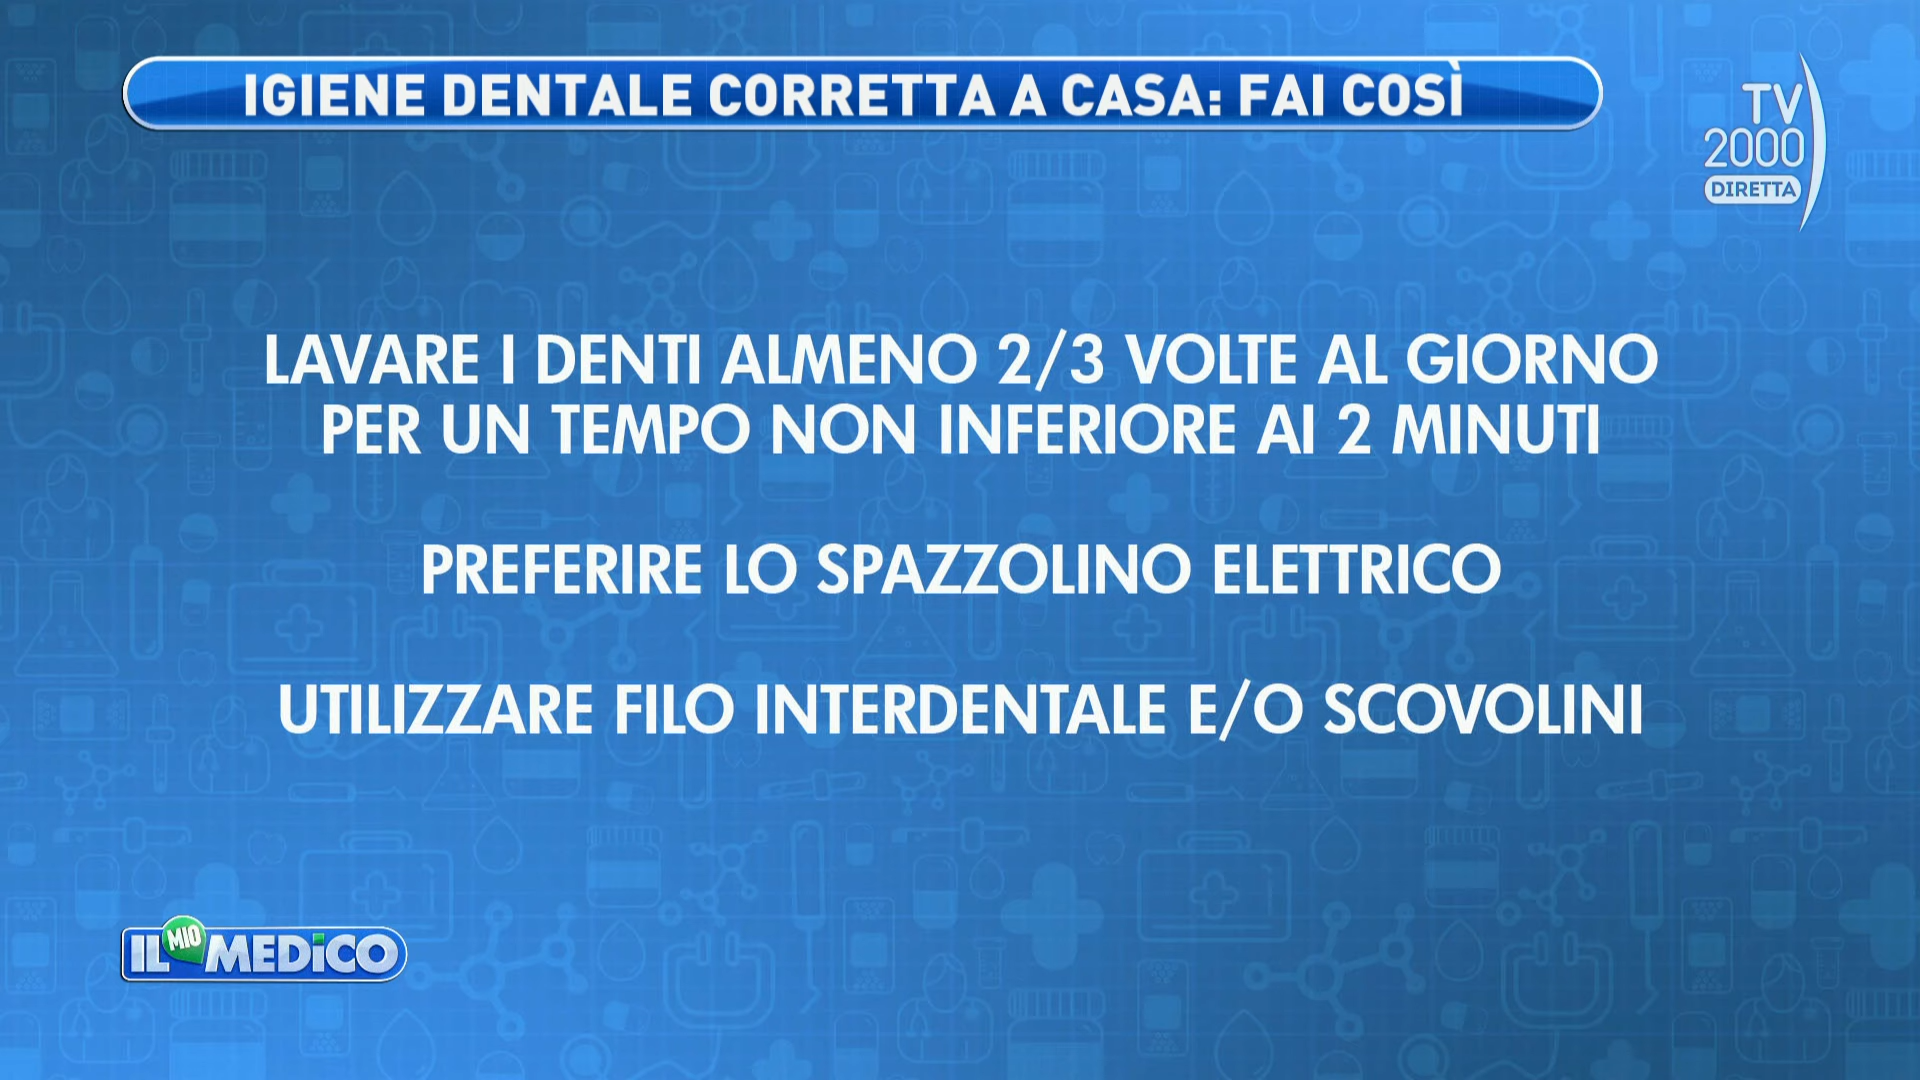 IGIENE DENTALE CORRETTA A CASA: FAI COSÌ
TV
2000
DIRETTA
LAVARE I DENTI ALMENO 2/3 VOLTE AL GIORNO
PER UN TEMPO NON INFERIORE AI 2 MINUTI
PREFERIRE LO SPAZZOLINO ELETTRICO
UTILIZZARE FILO INTERDENTALE E/O SCOVOLINI
IL MIO MEDICO